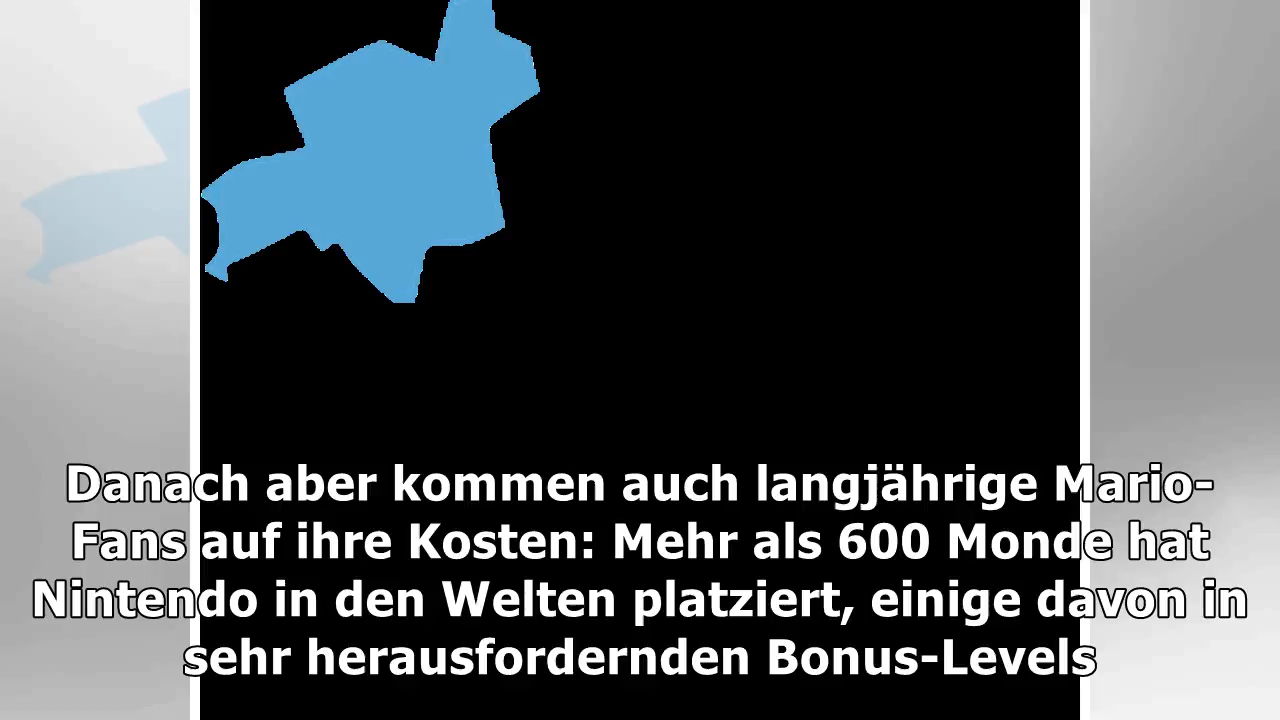 Danach aber kommen auch langjährige Mario-
Fans auf ihre Kosten: Mehr als 600 Monde hat
Nintendo in den Welten platziert, einige davon in
sehr herausfordernden Bonus-Levels